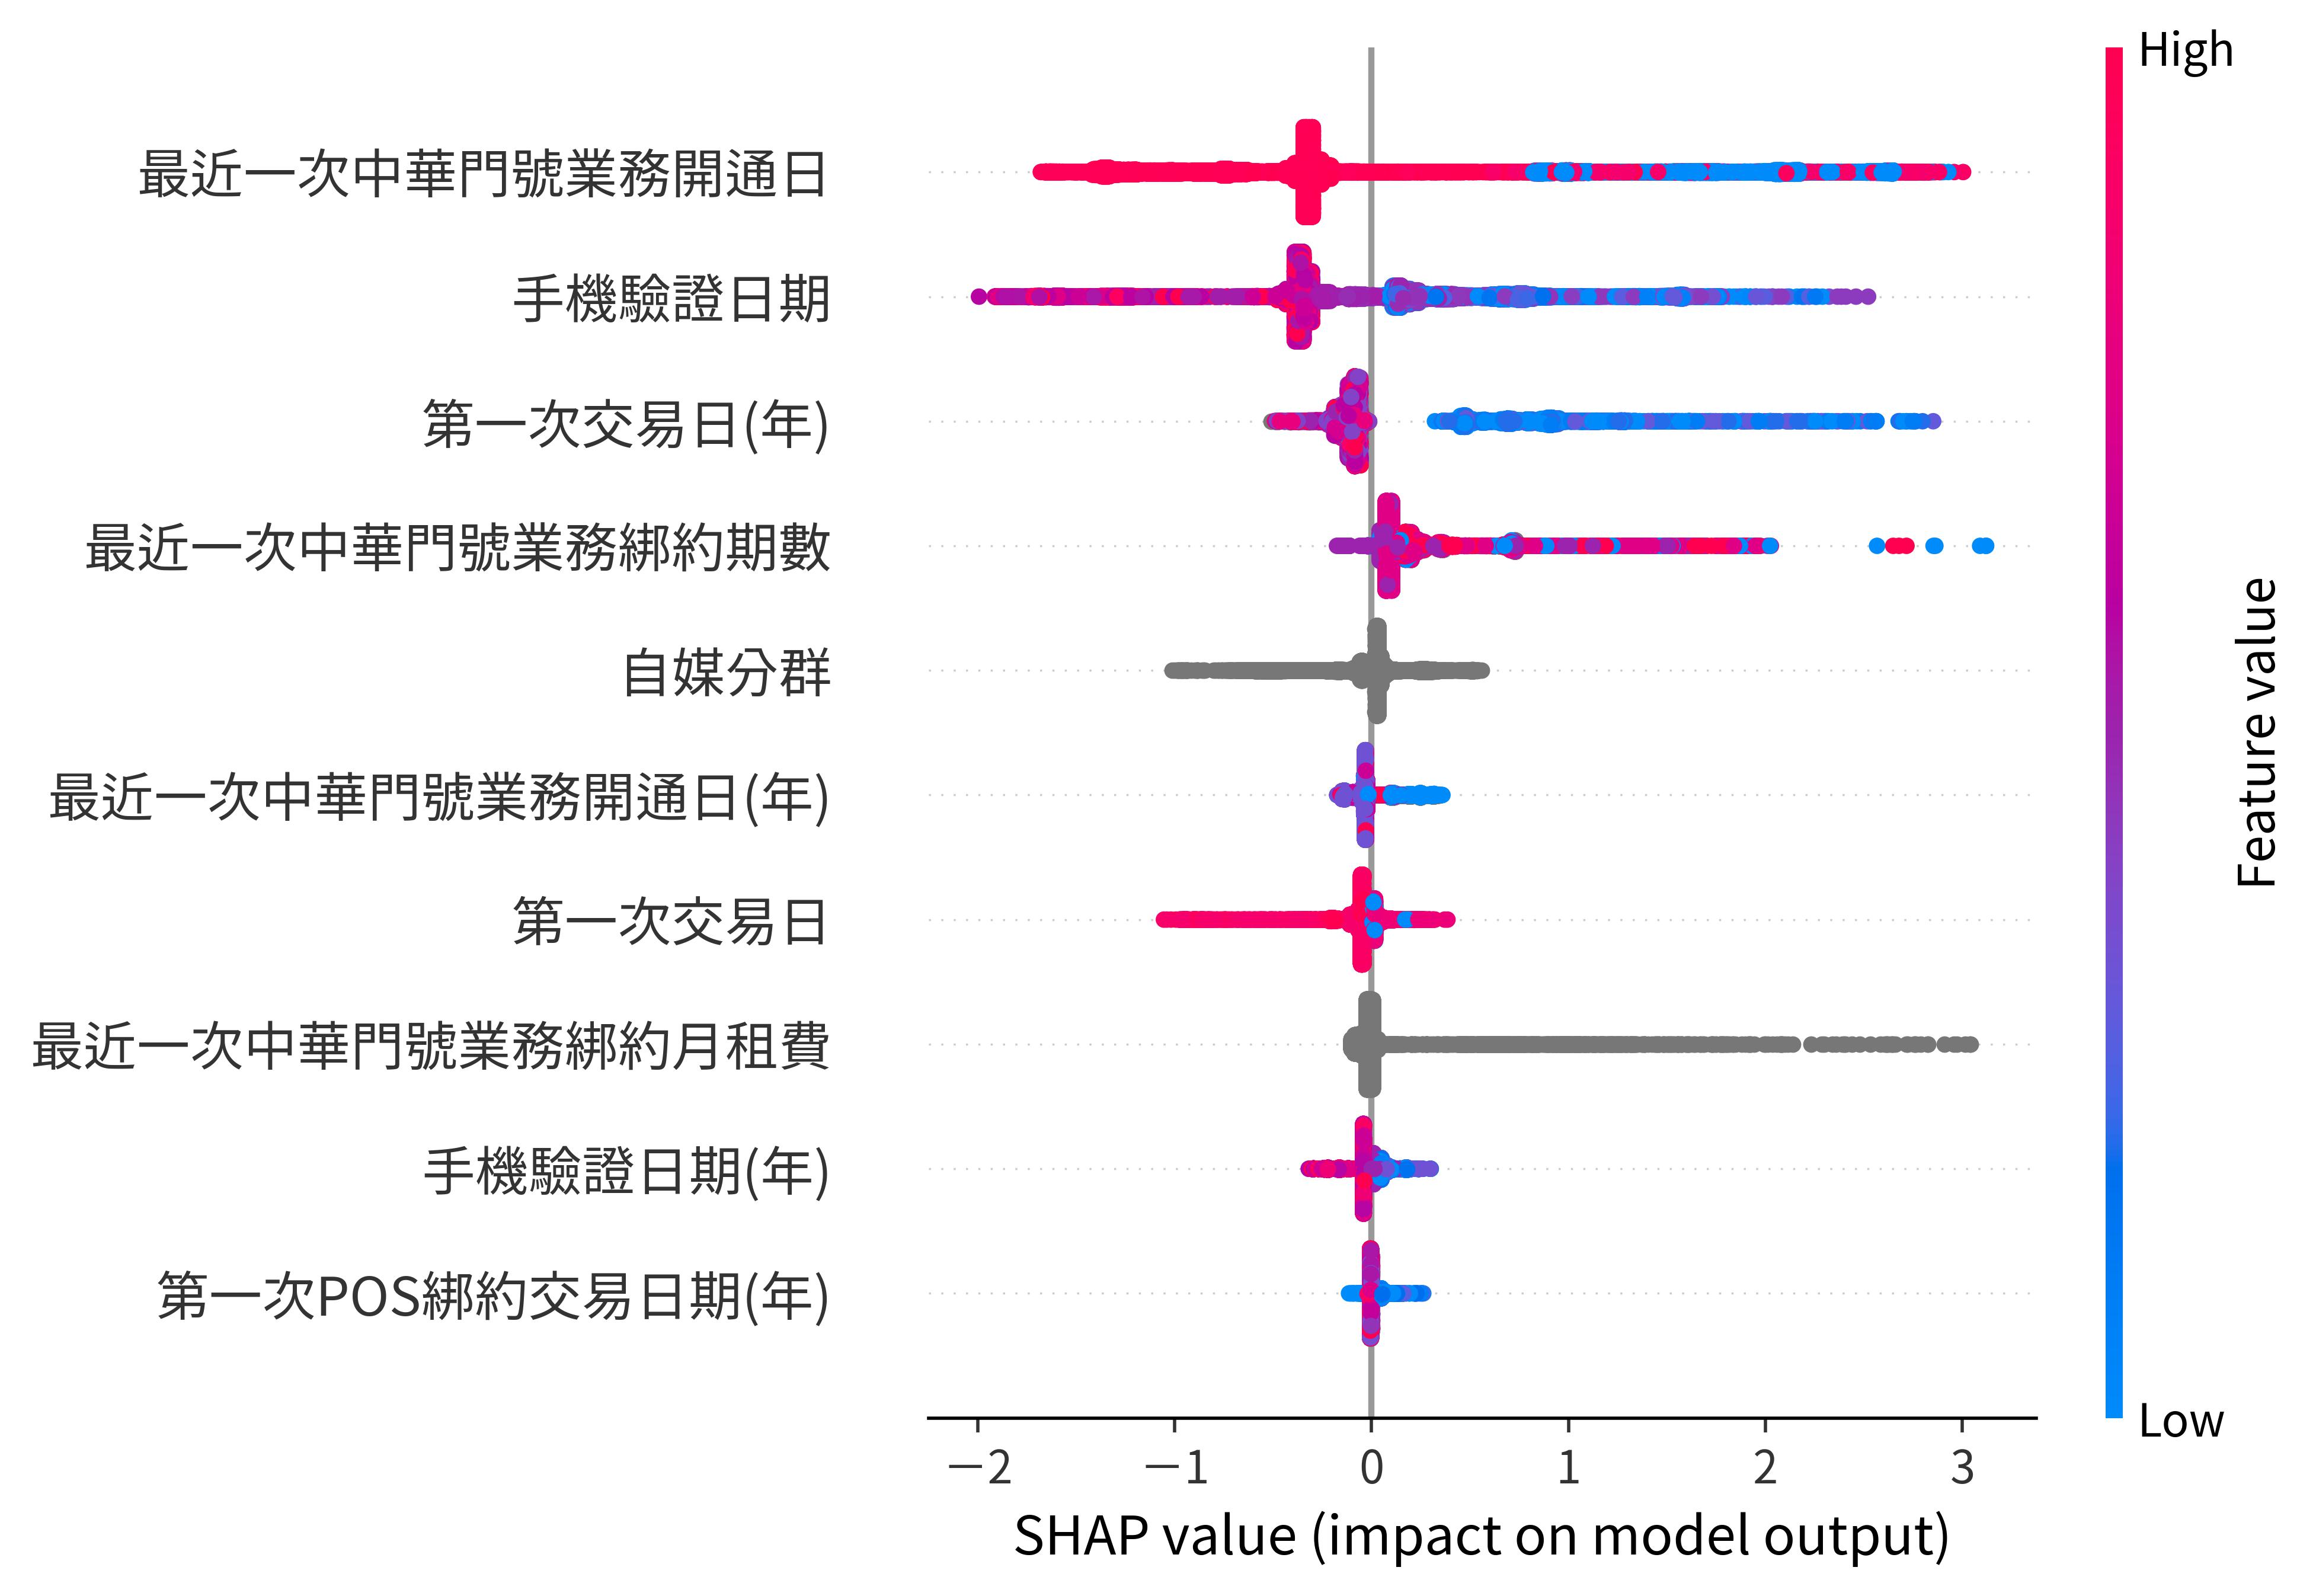 High
最近一次中華門號業務開通日
手機驗證日期
第一次交易日(年)
最近一次中華門號業務綁約期數
自媒分群
最近一次中華門號業務開通日(年)
第一次交易日
最近一次中華門號業務綁約月租費
手機驗證日期(年)
第一次POS綁約交易日期(年)
Feature value
Low
−2 −1 0 1 2 3
SHAP value (impact on model output)